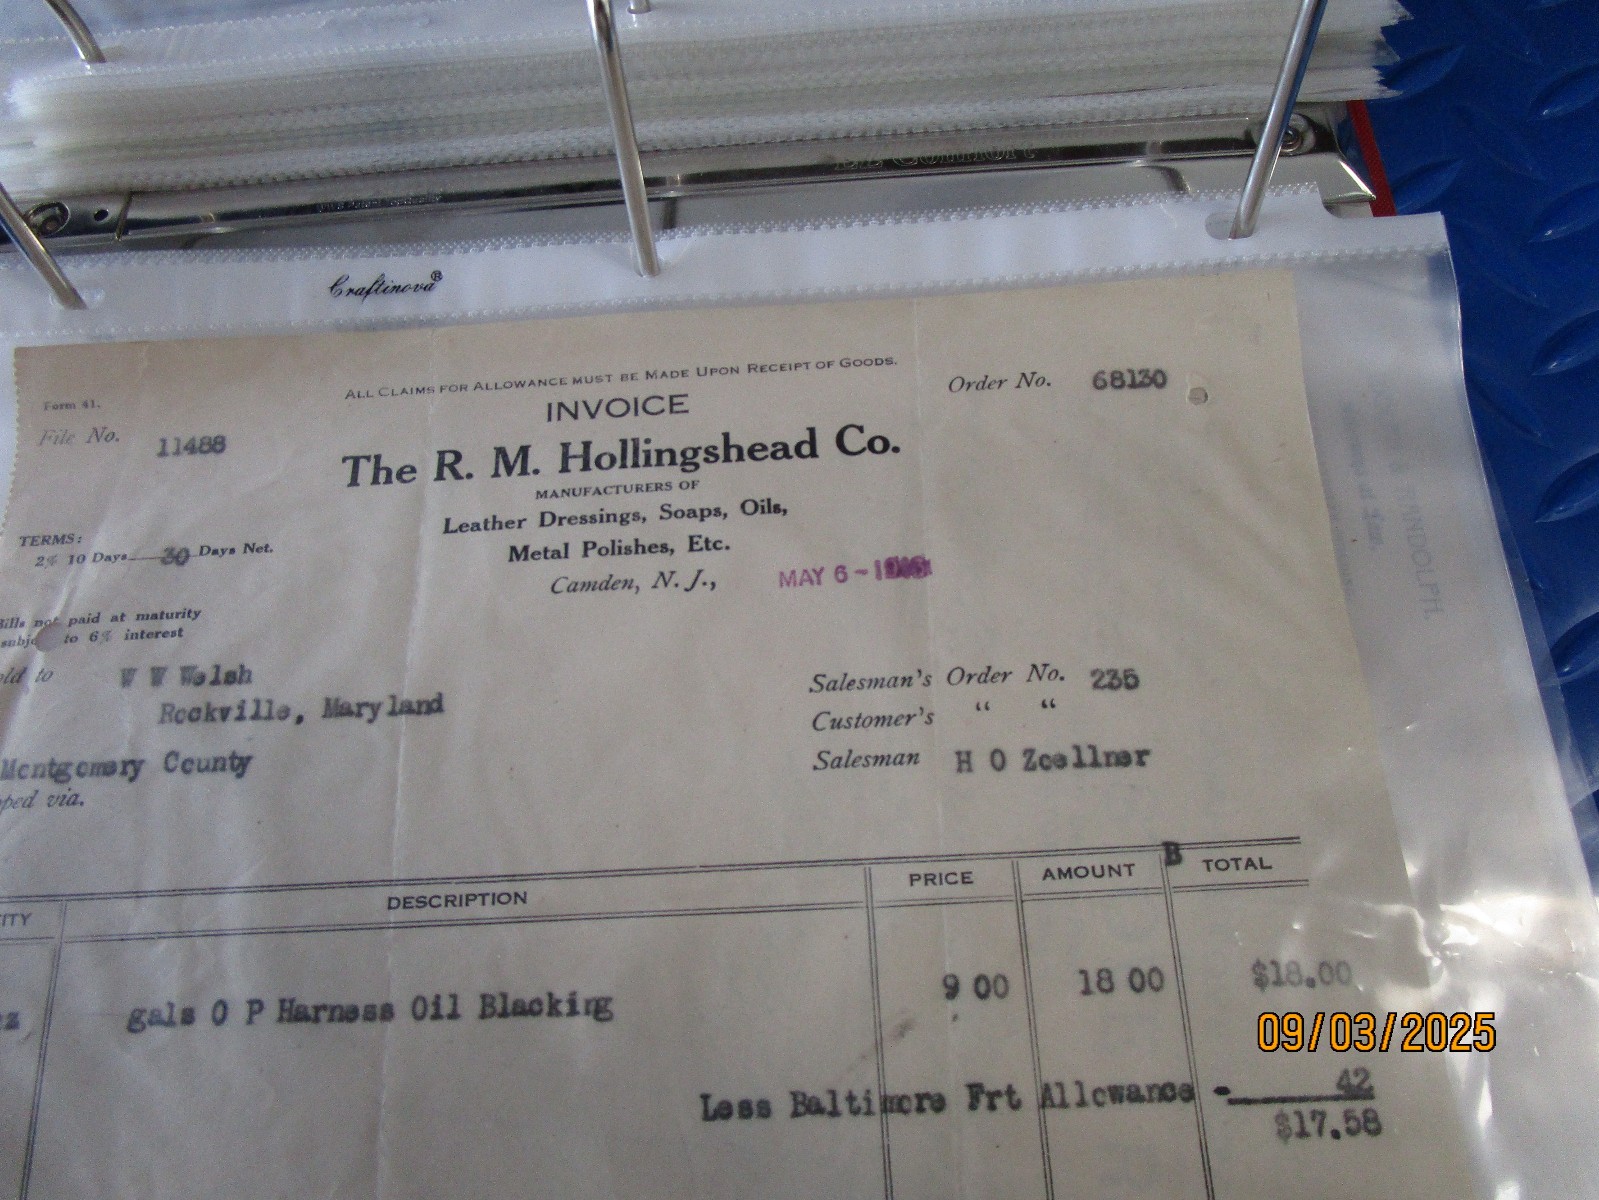 Craftinova®
ALL CLAIMS FOR ALLOWANCE MUST BE MADE UPON RECEIPT OF GOODS.
Form 41.
INVOICE
Order No. 68130
File No. 11488
The R. M. Hollingshead Co.
MANUFACTURERS OF
Leather Dressings, Soaps, Oils,
Metal Polishes, Etc.
TERMS:
2% 10 Days 30 Days Net.
Camden, N. J., MAY 6-
Bills not paid at maturity
to 6% interest
to W W Welsh
Rockville, Maryland
Montgomery County
via.
Salesman's Order No. 235
Customer's " "
Salesman H O Zoellner
DESCRIPTION PRICE AMOUNT B TOTAL
gals O P Harness Oil Blacking 9 00 18 00 $18.00
09/03/2025
Less Baltimore Frt Allowance - 42
$17.58